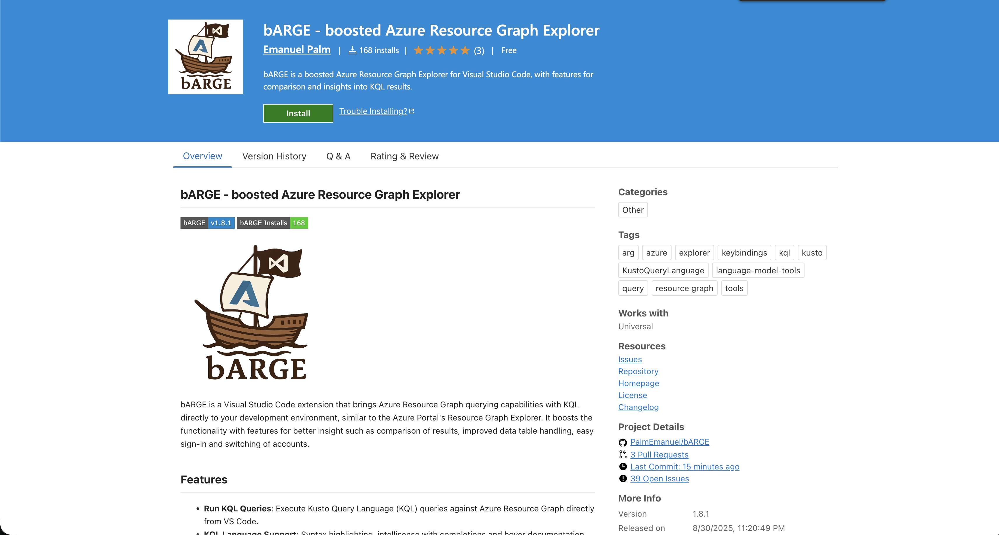 bARGE
bARGE - boosted Azure Resource Graph Explorer
Emanuel Palm | 168 installs | (3) | Free
bARGE is a boosted Azure Resource Graph Explorer for Visual Studio Code, with features for
comparison and insights into KQL results.
Install Trouble Installing?
Overview Version History Q & A Rating & Review
bARGE - boosted Azure Resource Graph Explorer
bARGE v1.8.1 bARGE Installs 168
bARGE
bARGE is a Visual Studio Code extension that brings Azure Resource Graph querying capabilities with KQL
directly to your development environment, similar to the Azure Portal's Resource Graph Explorer. It boosts the
functionality with features for better insight such as comparison of results, improved data table handling, easy
sign-in and switching of accounts.
Features
• Run KQL Queries: Execute Kusto Query Language (KQL) queries against Azure Resource Graph directly
from VS Code.
• KQL Language Support: Syntax highlighting, intellisense with completions and hover documentation
Categories
Other
Tags
arg azure explorer keybindings kql kusto
KustoQueryLanguage language-model-tools
query resource graph tools
Works with
Universal
Resources
Issues
Repository
Homepage
License
Changelog
Project Details
PalmEmanuel/bARGE
3 Pull Requests
Last Commit: 15 minutes ago
39 Open Issues
More Info
Version 1.8.1
Released on 8/30/2025, 11:20:49 PM